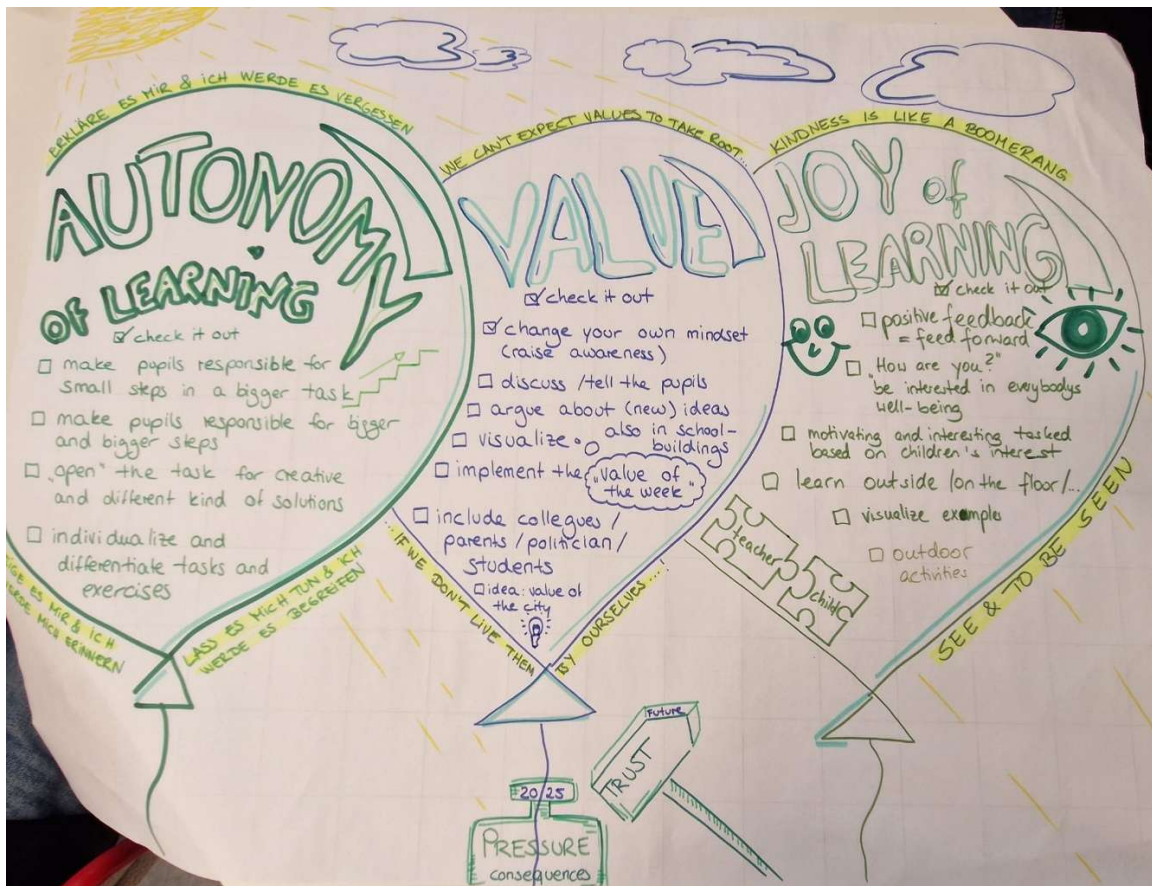 ERKLÄRE ES MIR & ICH WERDE ES VERGESSEN
AUTONOMY
OF LEARNING
check it out
make pupils responsible for
small steps in a bigger task
make pupils responsible for bigger
and bigger steps
"open" the task for creative
and different kind of solutions
individualize and
differentiate tasks and
exercises
ES MIR & ICH
MICH ERINNERN
LASS ES MICH TUN & ICH
WERDE ES BEGREIFEN
WE CAN'T EXPECT VALUES TO TAKE ROOT...
VALUE
check it out
change your own mindset
(raise awareness)
discuss / tell the pupils
argue about (new) ideas
visualize also in school-
buildings
implement the "value of
the week"
include collegues /
parents / politician /
students
idea: value of
the city
...IF WE DON'T LIVE THEM
BY OURSELVES....
KINDNESS IS LIKE A BOOMERANG
JOY of
LEARNING
check it out
positive feedback
= feed forward
"How are you?"
be interested in everybodys
well-being
motivating and interesting tasked
based on children's interest
learn outside /on the floor/...
visualize examples
outdoor
activities
SEE & TO BE SEEN
teacher
child
Future
TRUST
2025
PRESSURE
consequences